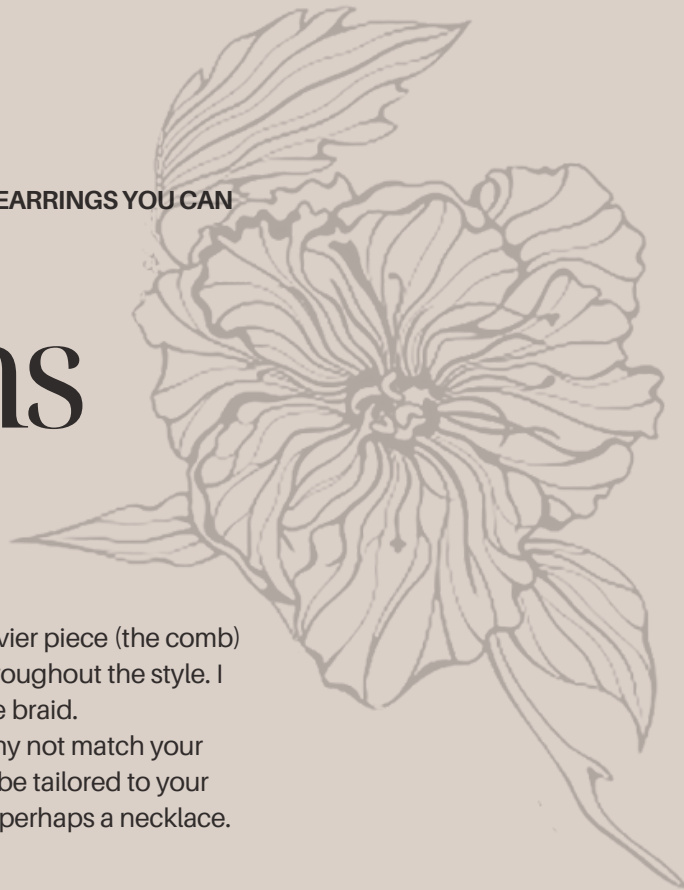 EARRINGS YOU CAN
ns
vier piece (the comb)
roughout the style. I
e braid.
ny not match your
be tailored to your
perhaps a necklace.